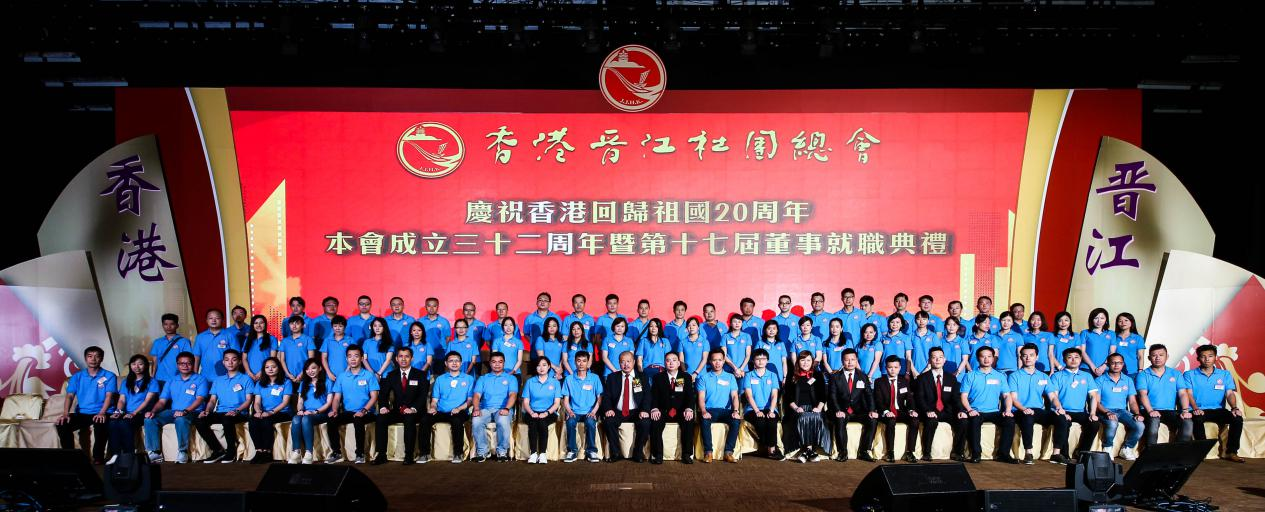 J.I.H.K.
香港晋江社團總會
慶祝香港回歸祖國20周年
本會成立三十二周年暨第十七屆董事就職典禮
香港
晋江